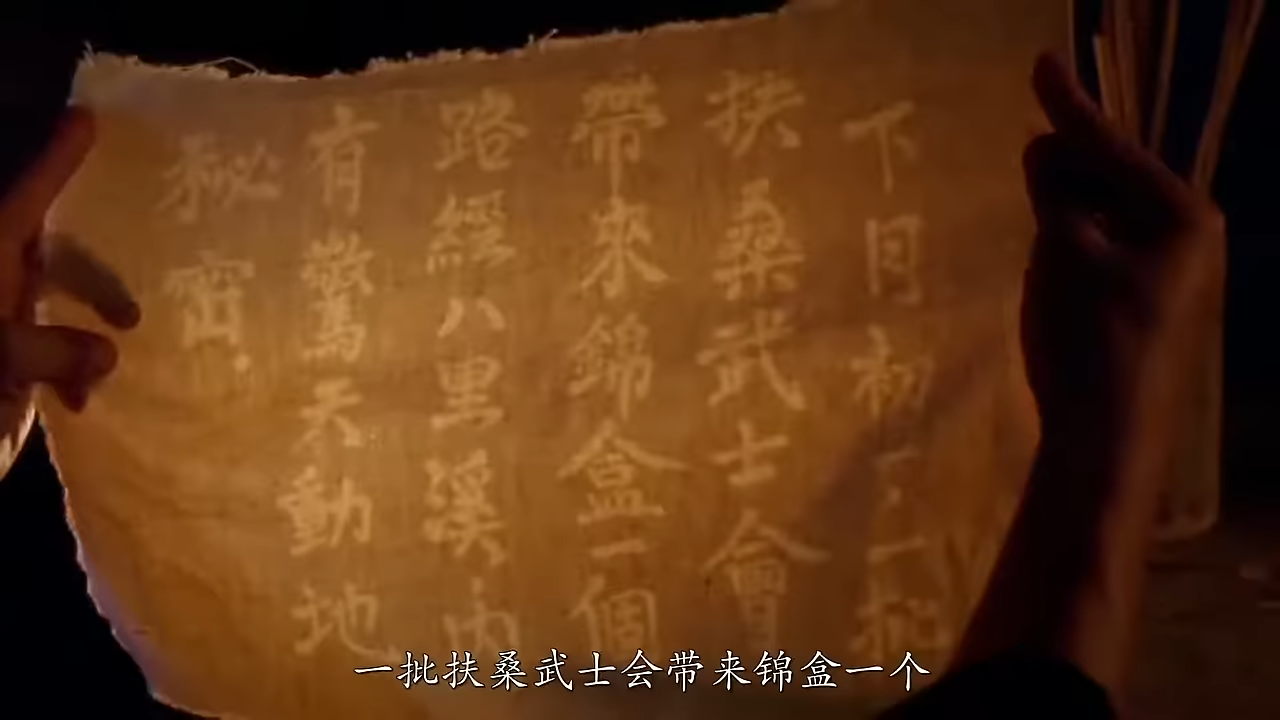 下月初二,一批
扶桑武士會
帶來錦盒一個
路經八里溪,內
有驚天動地
秘密.
一批扶桑武士会带来锦盒一个